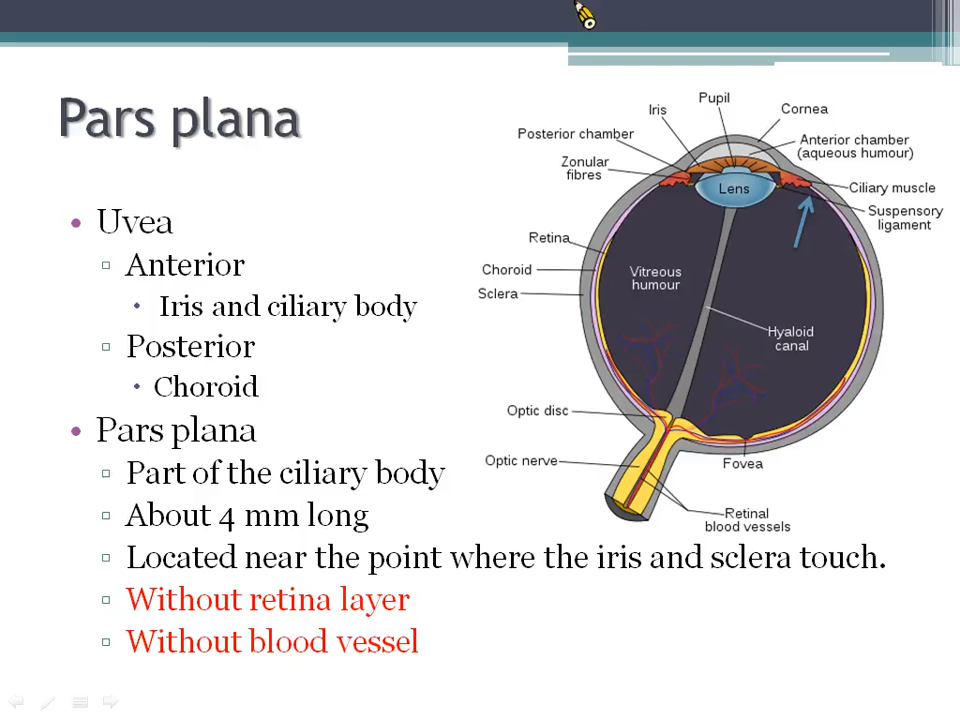 Pars plana
• Uvea
▫ Anterior
• Iris and ciliary body
▫ Posterior
• Choroid
• Pars plana
▫ Part of the ciliary body
▫ About 4 mm long
▫ Located near the point where the iris and sclera touch.
▫ Without retina layer
▫ Without blood vessel
Pupil
Iris
Cornea
Posterior chamber
Anterior chamber
(aqueous humour)
Zonular
fibres
Lens
Ciliary muscle
Suspensory
ligament
Retina
Choroid
Sclera
Vitreous
humour
Hyaloid
canal
Optic disc
Optic nerve
Fovea
Retinal
blood vessels